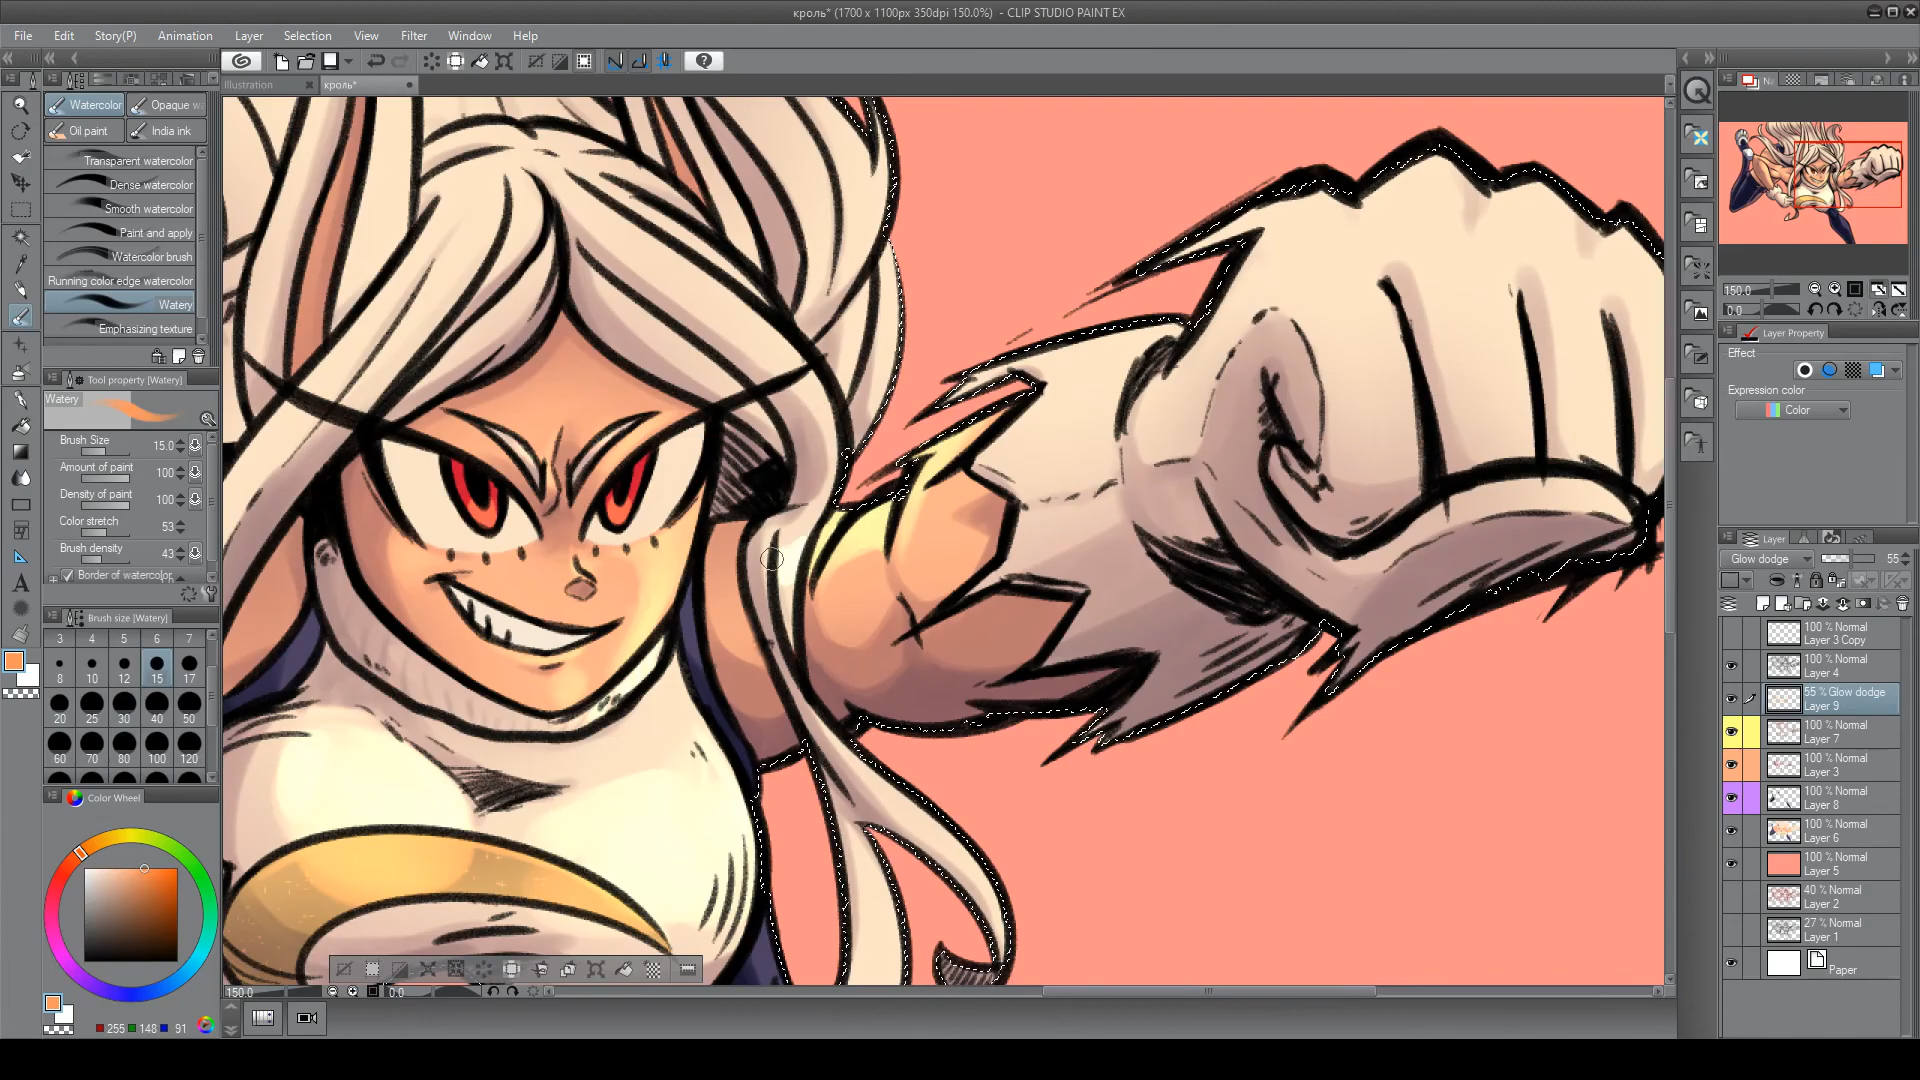 кроль* (1700 x 1100px 350dpi 150.0%) - CLIP STUDIO PAINT EX
File Edit Story(P) Animation Layer Selection View Filter Window Help
Illustration кроль*
Watercolor Opaque wa
Oil paint India ink
Transparent watercolor
Dense watercolor
Smooth watercolor
Paint and apply
Watercolor brush
Running color edge watercolor
Watery
Emphasizing texture
Tool property [Watery]
Watery
Brush Size 15.0
Amount of paint 100
Density of paint 100
Color stretch 53
Brush density 43
Border of watercolor
Brush size [Watery]
3 4 5 6 7
8 10 12 15 17
20 25 30 40 50
60 70 80 100 120
Color Wheel
255 148 91
150.0 0.0
150.0
0.0
Layer Property
Effect
Expression color
Color
Layer
Glow dodge 55
100 % Normal
Layer 3 Copy
100 % Normal
Layer 4
55 % Glow dodge
Layer 9
100 % Normal
Layer 7
100 % Normal
Layer 3
100 % Normal
Layer 8
100 % Normal
Layer 6
100 % Normal
Layer 5
40 % Normal
Layer 2
27 % Normal
Layer 1
Paper